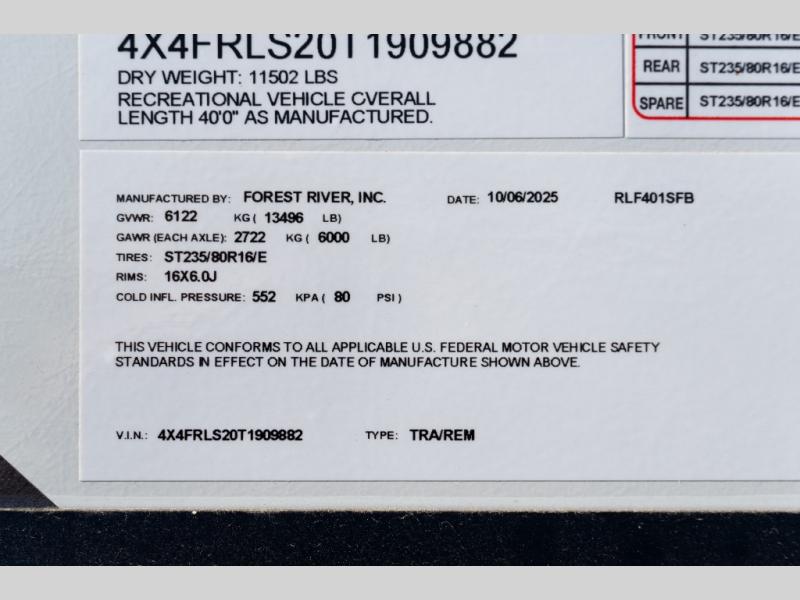 4X4FRLS20T1909882
DRY WEIGHT: 11502 LBS
RECREATIONAL VEHICLE OVERALL
LENGTH 40'0" AS MANUFACTURED.
FRONT ST235/80R16/E
REAR ST235/80R16/E
SPARE ST235/80R16/E
MANUFACTURED BY: FOREST RIVER, INC. DATE: 10/06/2025 RLF401SFB
GVWR: 6122 KG ( 13496 LB)
GAWR (EACH AXLE): 2722 KG ( 6000 LB)
TIRES: ST235/80R16/E
RIMS: 16X6.0J
COLD INFL. PRESSURE: 552 KPA ( 80 PSI )
THIS VEHICLE CONFORMS TO ALL APPLICABLE U.S. FEDERAL MOTOR VEHICLE SAFETY
STANDARDS IN EFFECT ON THE DATE OF MANUFACTURE SHOWN ABOVE.
V.I.N.: 4X4FRLS20T1909882 TYPE: TRA/REM